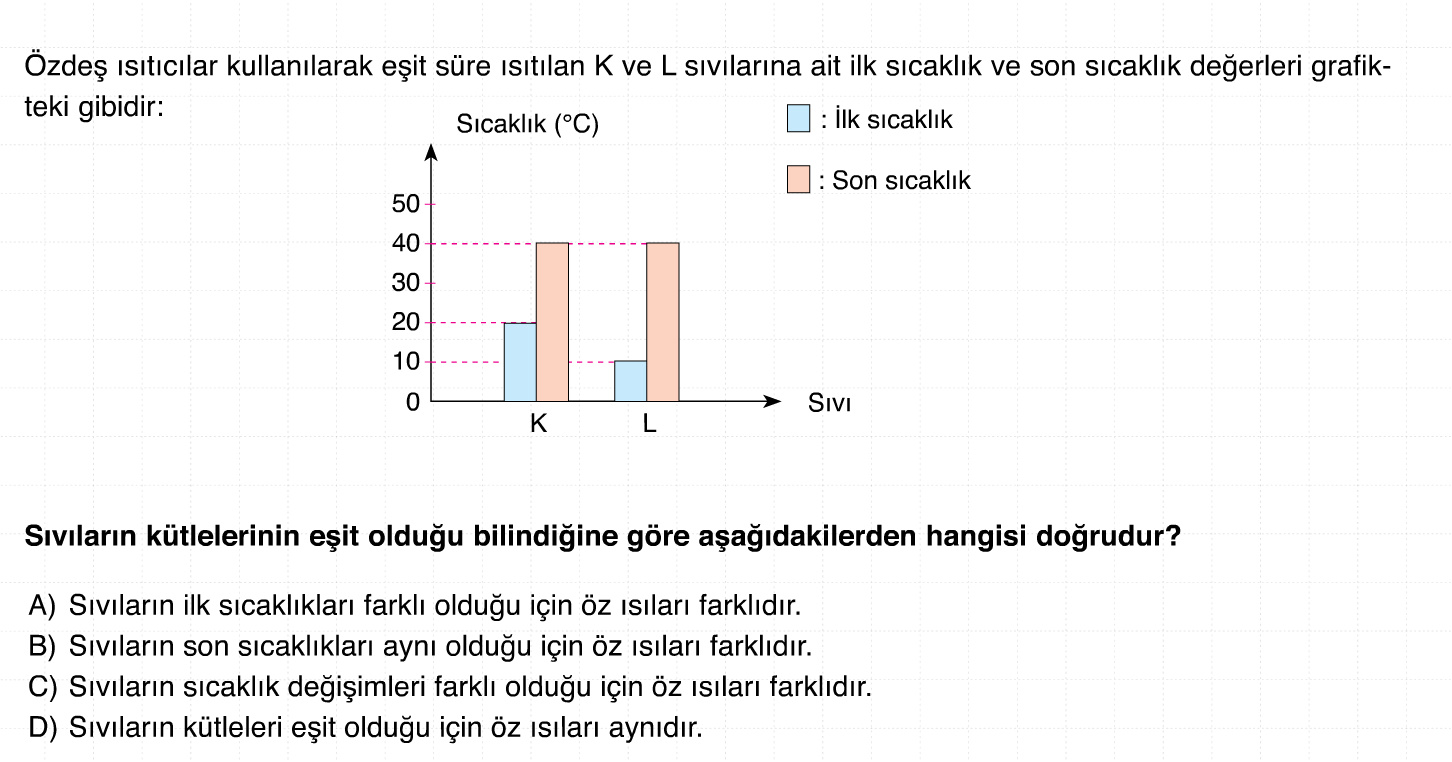 Özdeş ısıtıcılar kullanılarak eşit süre ısıtılan K ve L sıvılarına ait ilk sıcaklık ve son sıcaklık değerleri grafik-
teki gibidir:
Sıcaklık (°C)
: İlk sıcaklık
: Son sıcaklık
50
40
30
20
10
0
K
L
Sıvı
Sıvıların kütlelerinin eşit olduğu bilindiğine göre aşağıdakilerden hangisi doğrudur?
A) Sıvıların ilk sıcaklıkları farklı olduğu için öz ısıları farklıdır.
B) Sıvıların son sıcaklıkları aynı olduğu için öz ısıları farklıdır.
C) Sıvıların sıcaklık değişimleri farklı olduğu için öz ısıları farklıdır.
D) Sıvıların kütleleri eşit olduğu için öz ısıları aynıdır.